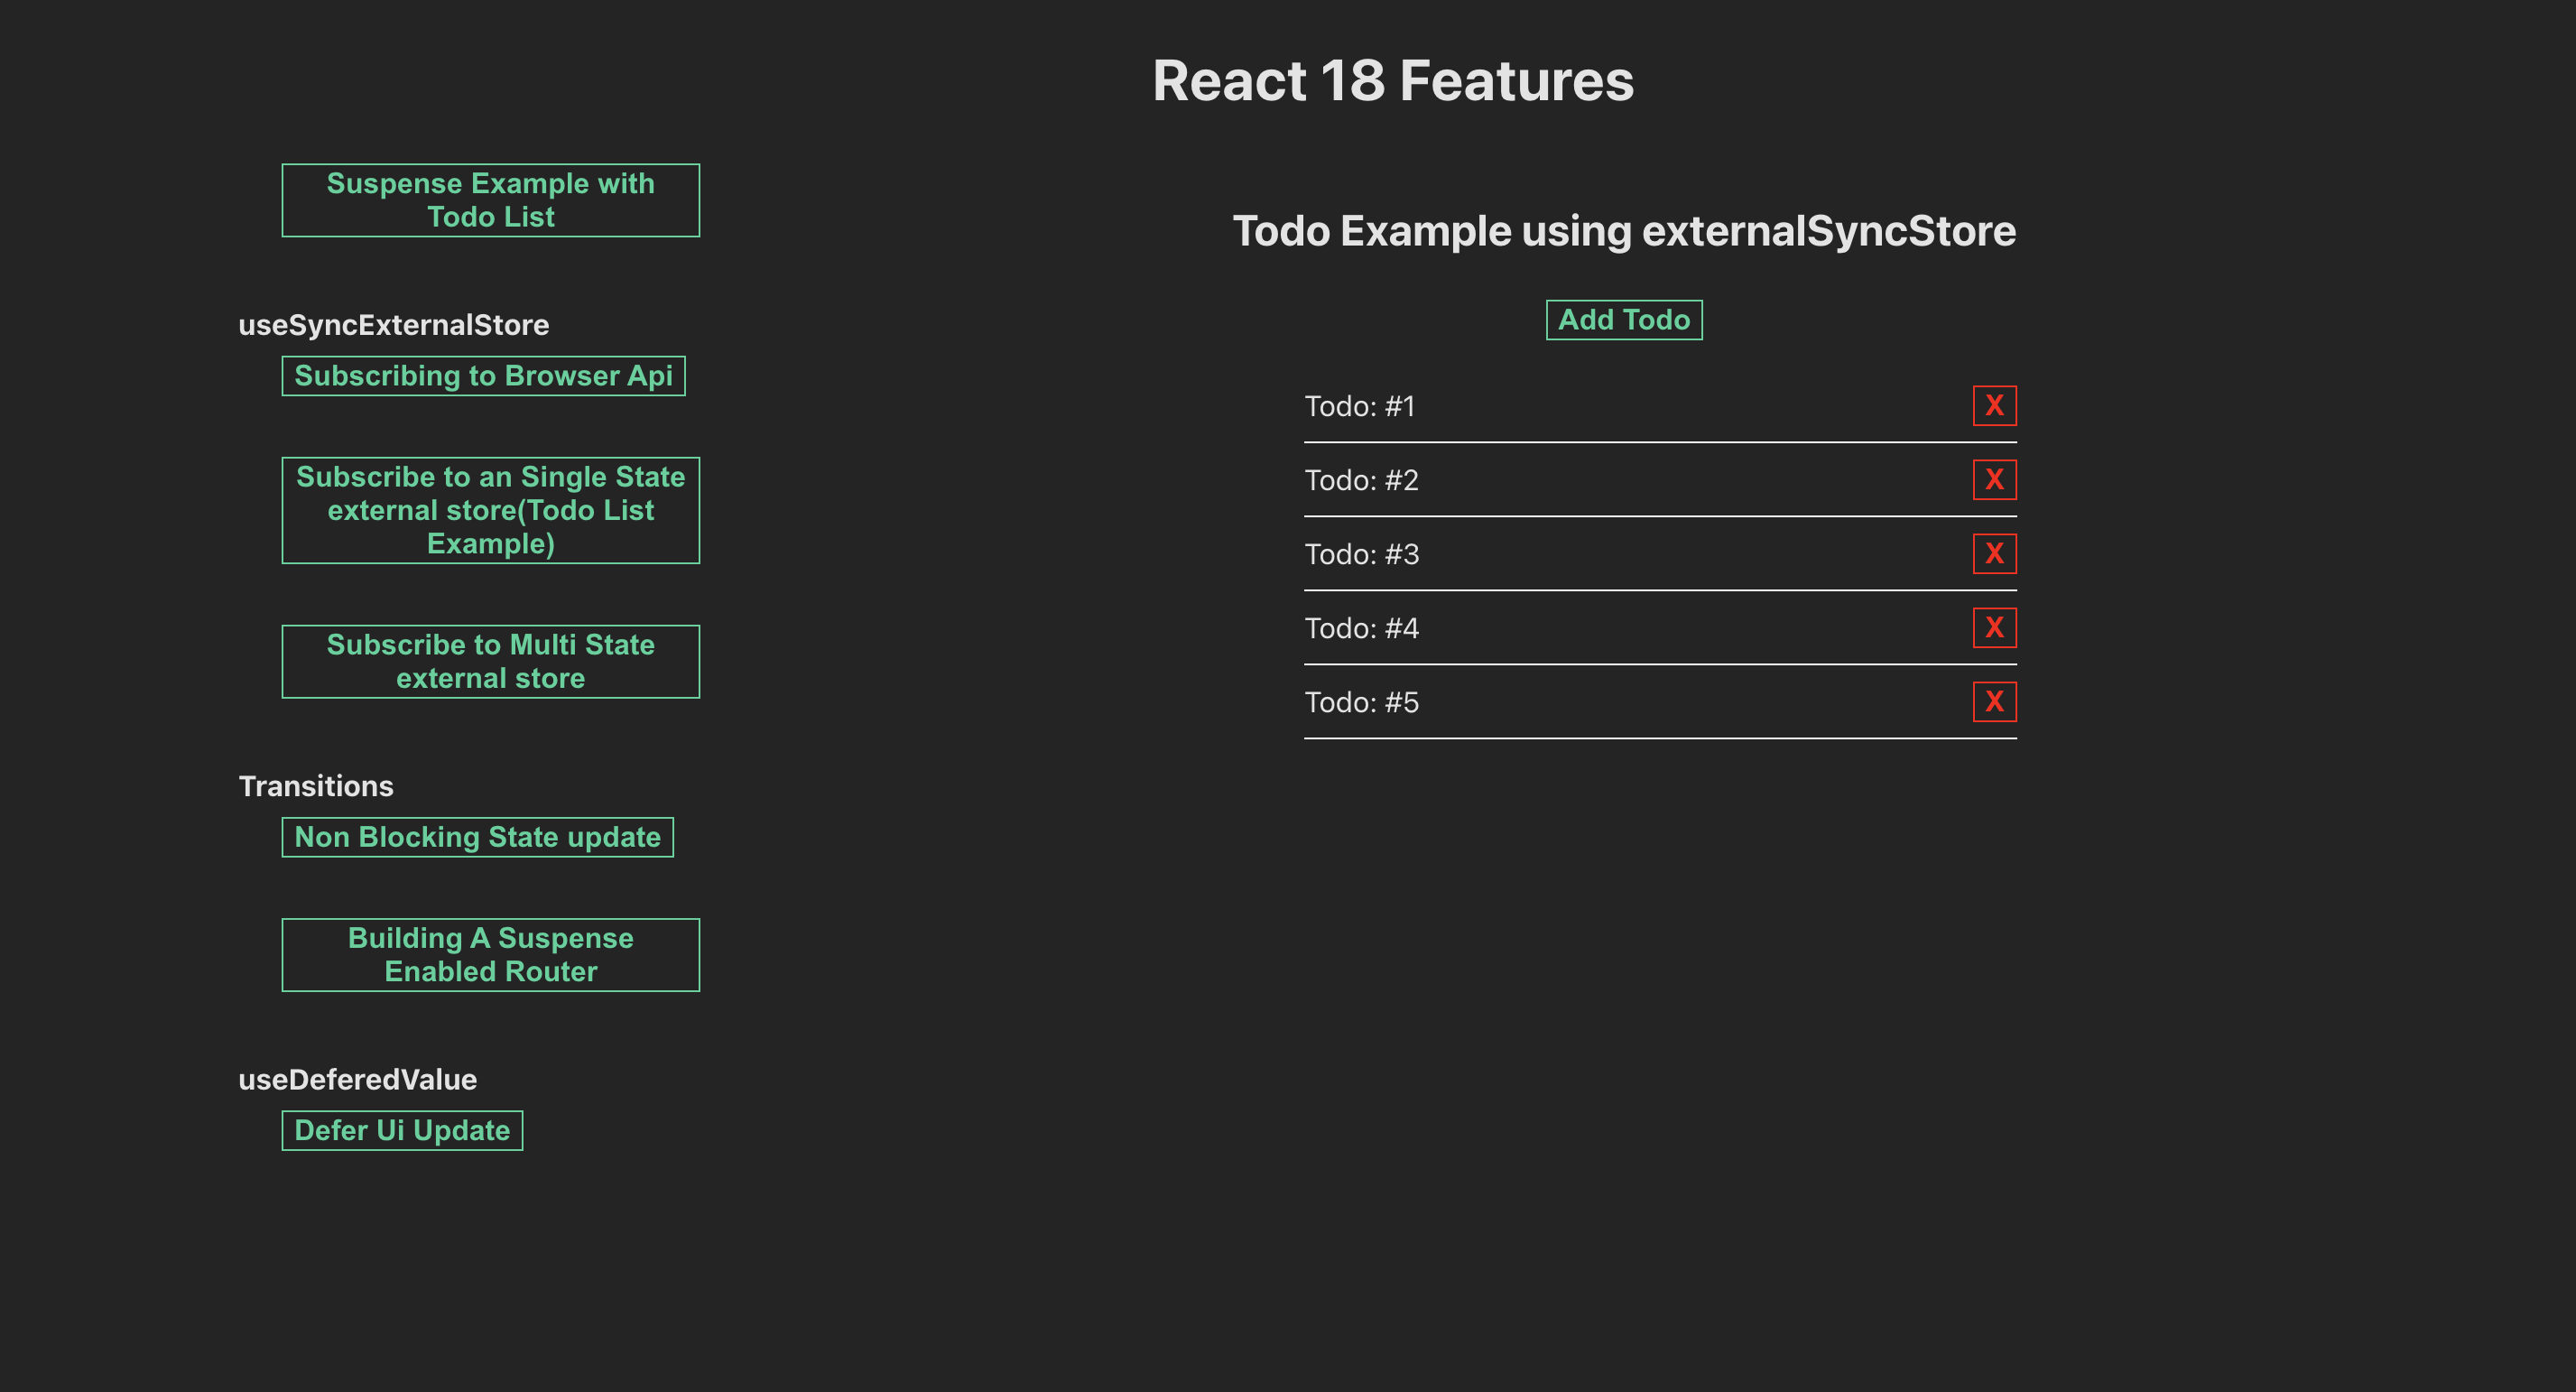 React 18 Features
Suspense Example with
Todo List
useSyncExternalStore
Subscribing to Browser Api
Subscribe to an Single State
external store(Todo List
Example)
Subscribe to Multi State
external store
Transitions
Non Blocking State update
Building A Suspense
Enabled Router
useDeferedValue
Defer Ui Update
Todo Example using externalSyncStore
Add Todo
Todo: #1 X
Todo: #2 X
Todo: #3 X
Todo: #4 X
Todo: #5 X